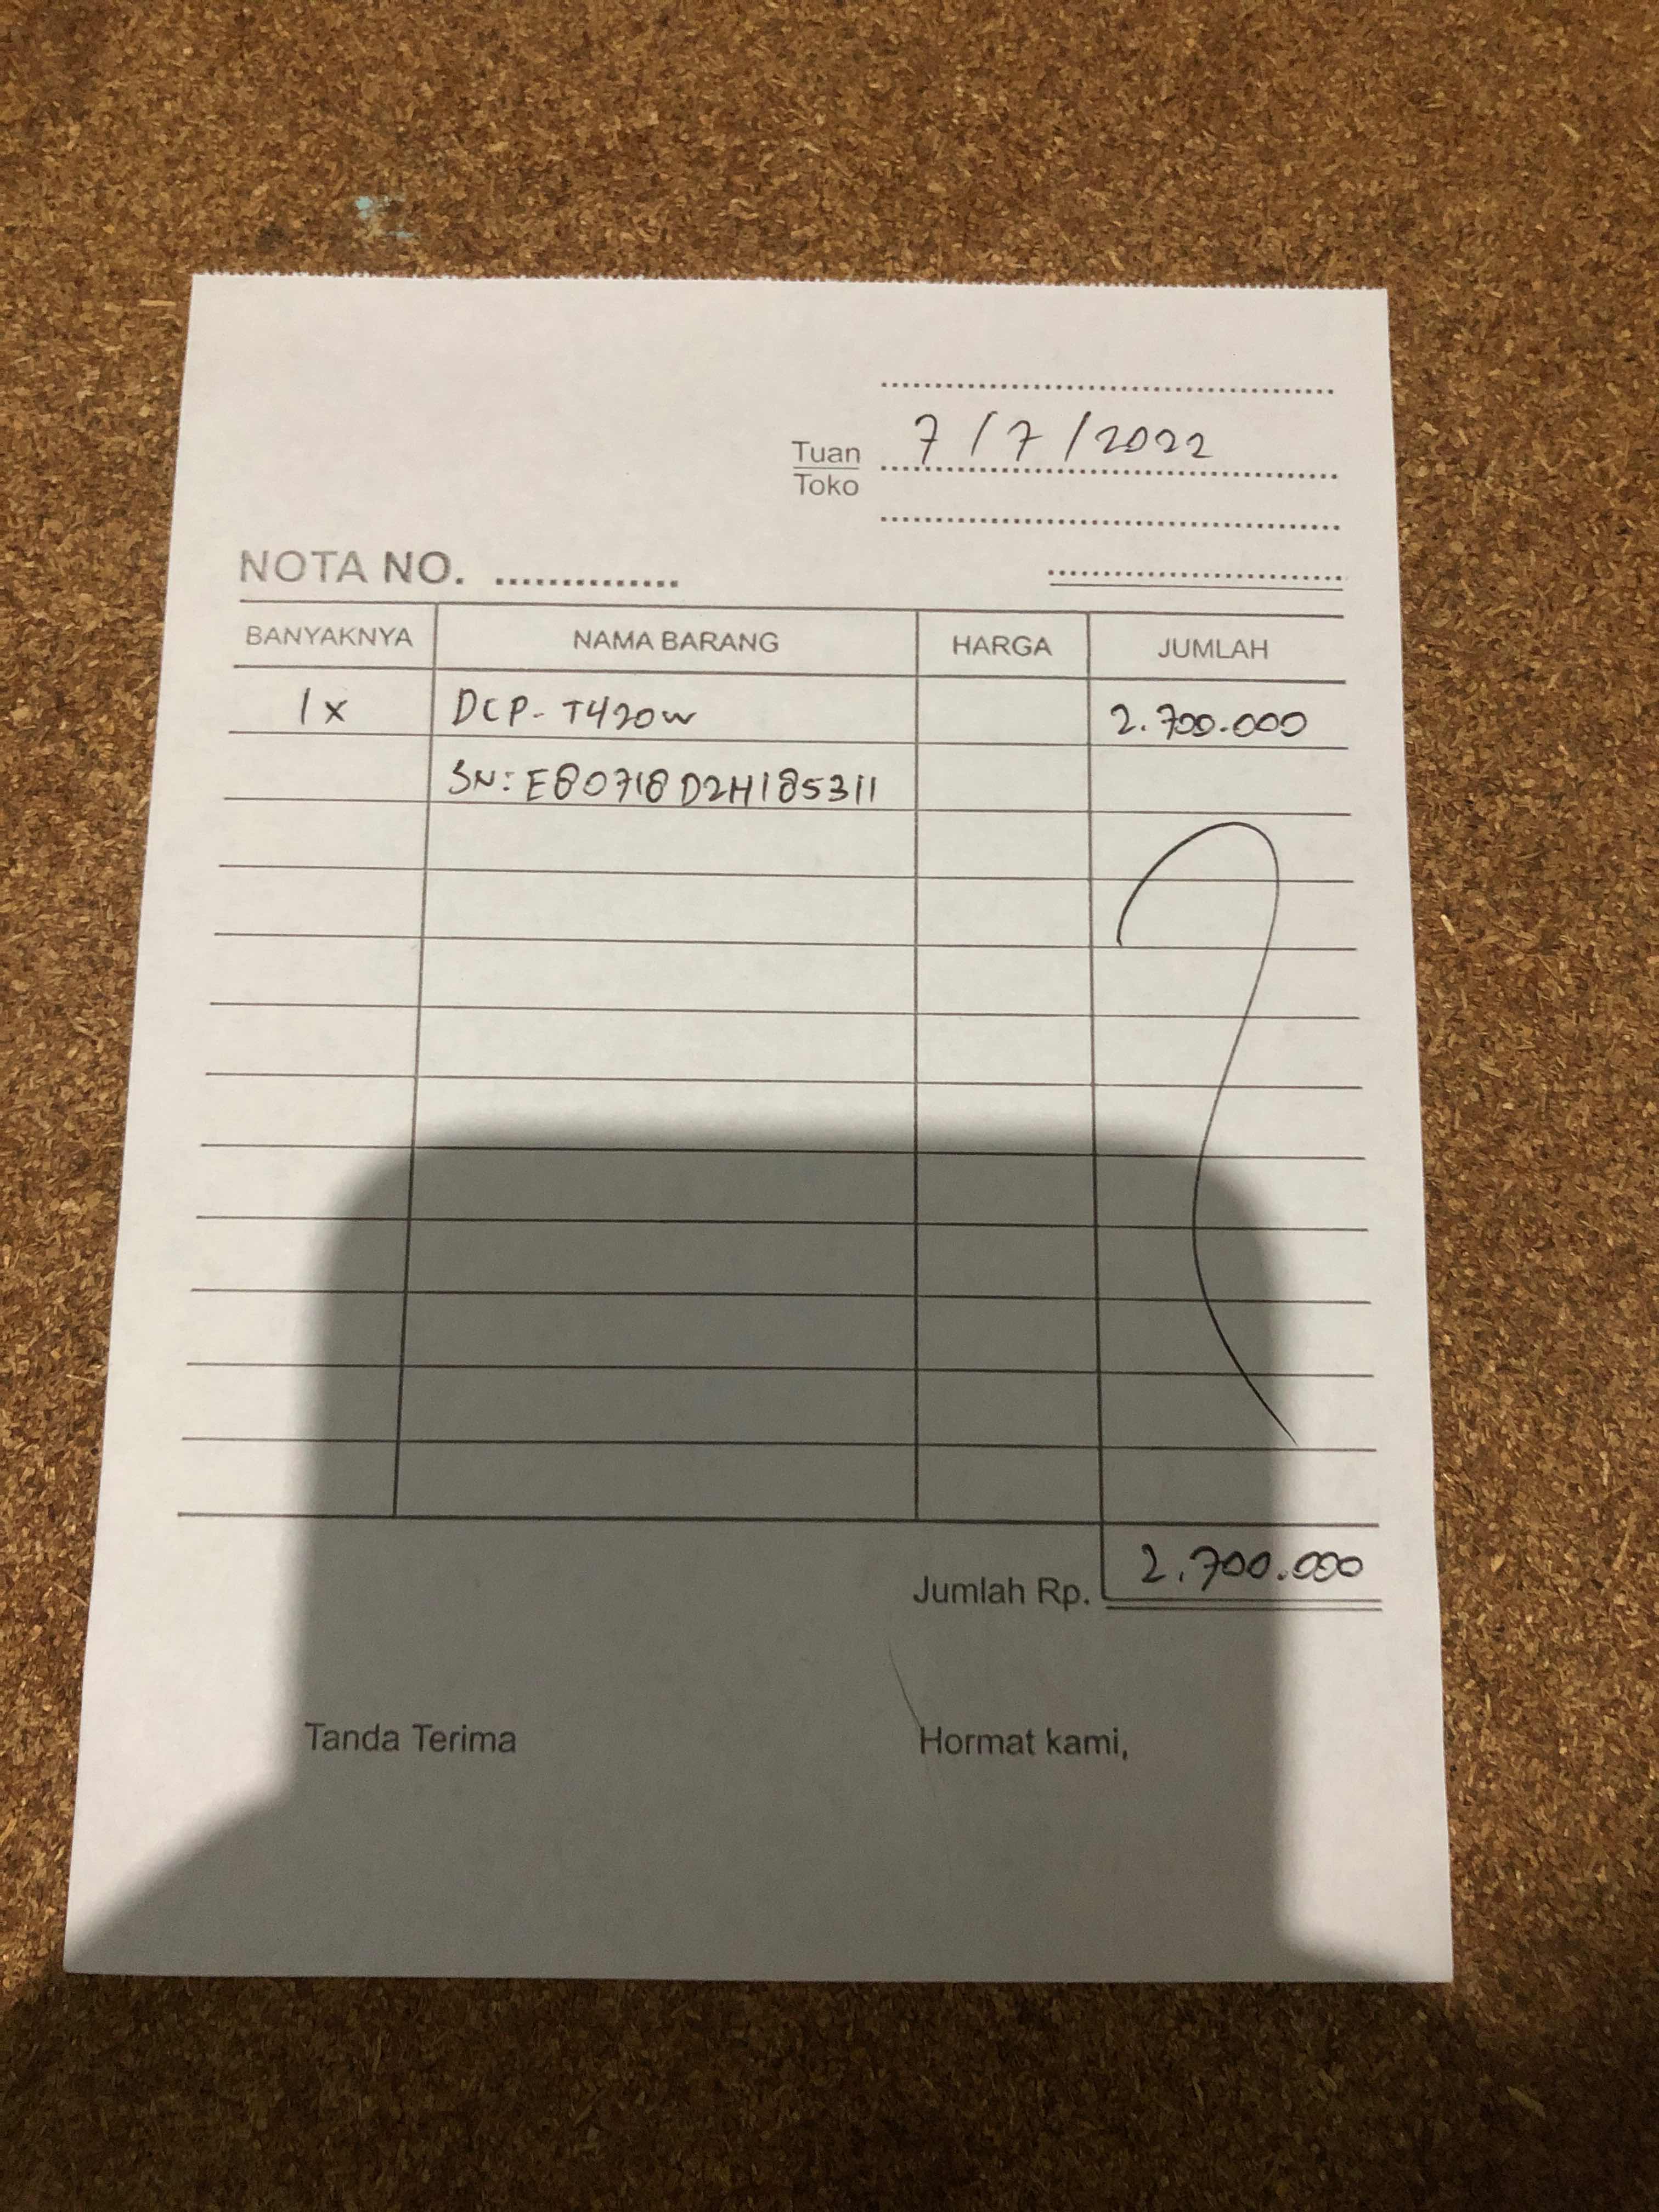 7/7/2022
Tuan
Toko
NOTA NO. ..............
BANYAKNYA NAMA BARANG HARGA JUMLAH
1x DCP-T420W 2.700.000
SN: E80718D2H185311
Jumlah Rp. 2.700.000
Tanda Terima Hormat kami,